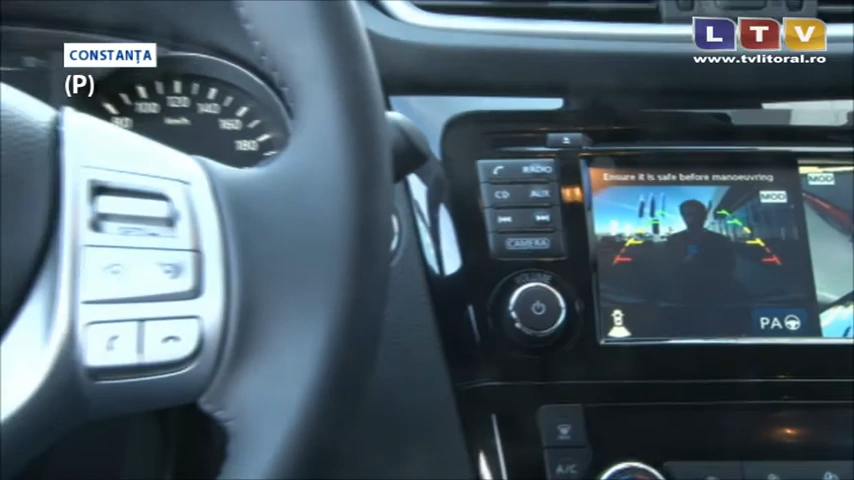 CONSTANȚA
(P)
LTV
www.tvlitoral.ro
80 100 120 140 160 180
km/h
RADIO
CD AUX
CAMERA
VOLUME
Ensure it is safe before manoeuvring
MOD
MOD
PA
A/C